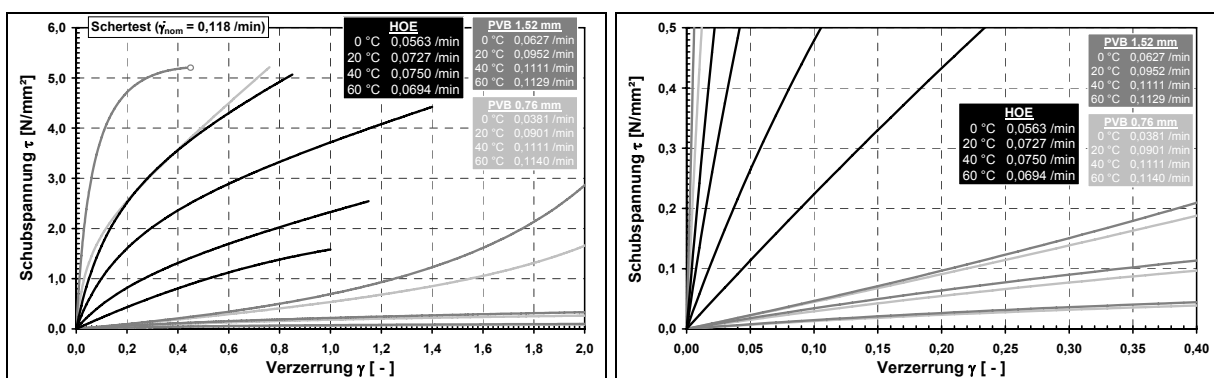 Schertest (γ̇nom = 0,118 /min)
HOE
0 °C 0,0563 /min
20 °C 0,0727 /min
40 °C 0,0750 /min
60 °C 0,0694 /min
PVB 1.52 mm
0 °C 0,0627 /min
20 °C 0,0952 /min
40 °C 0,1111 /min
60 °C 0,1129 /min
PVB 0,76 mm
0 °C 0,0381 /min
20 °C 0,0901 /min
40 °C 0,1111 /min
60 °C 0,1140 /min
Schubspannung τ [N/mm²]
6,0
5,0
4,0
3,0
2,0
1,0
0,0
0,0 0,2 0,4 0,6 0,8 1,0 1,2 1,4 1,6 1,8 2,0
Verzerrung γ [ - ]
PVB 1.52 mm
0 °C 0,0627 /min
20 °C 0,0952 /min
40 °C 0,1111 /min
60 °C 0,1129 /min
HOE
0 °C 0,0563 /min
20 °C 0,0727 /min
40 °C 0,0750 /min
60 °C 0,0694 /min
PVB 0,76 mm
0 °C 0,0381 /min
20 °C 0,0901 /min
40 °C 0,1111 /min
60 °C 0,1140 /min
Schubspannung τ [N/mm²]
0,5
0,4
0,3
0,2
0,1
0,0
0,00 0,05 0,10 0,15 0,20 0,25 0,30 0,35 0,40
Verzerrung γ [ - ]